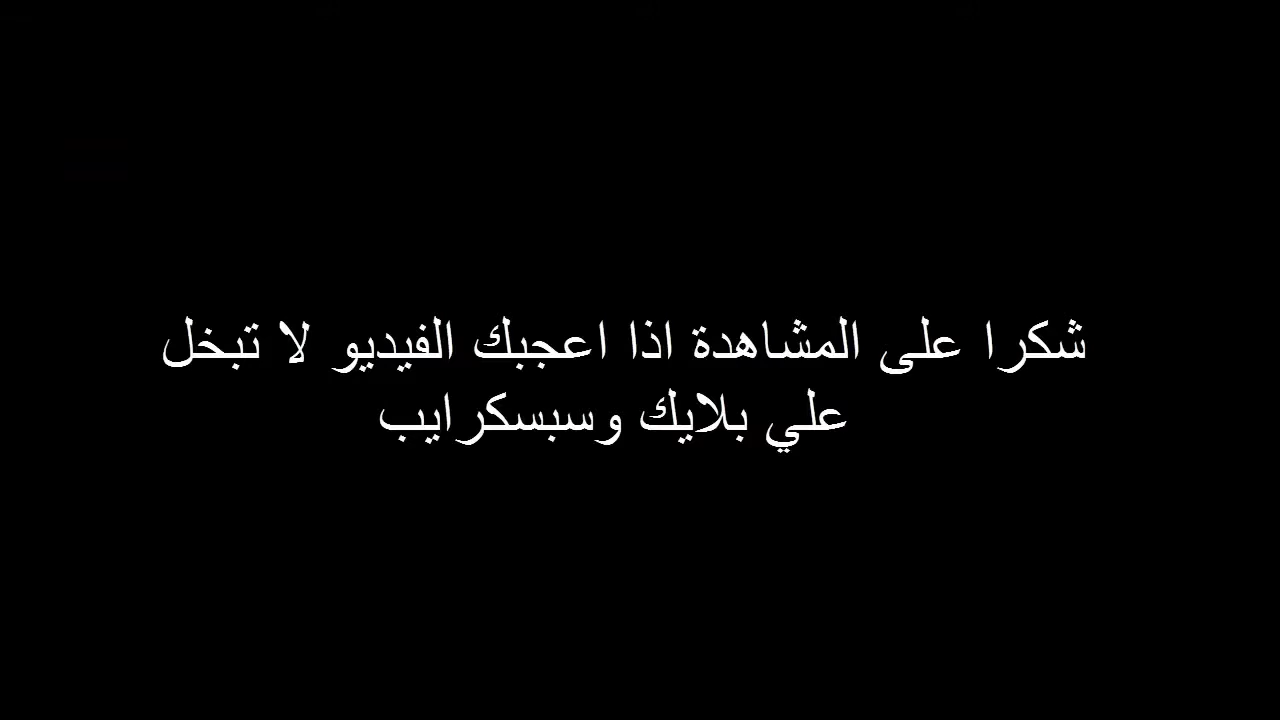 شكرا على المشاهدة اذا اعجبك الفيديو لا تبخل
علي بلايك وسبسكرايب